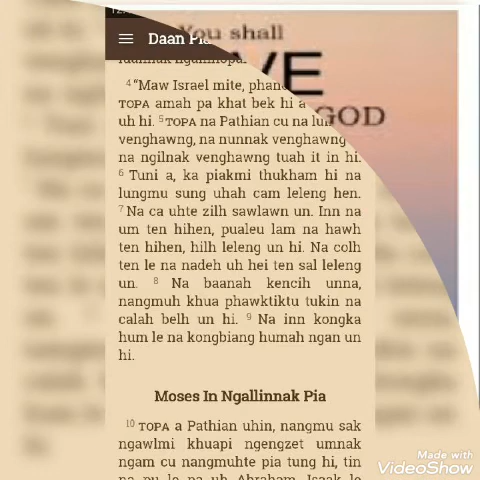 You shall
Daan
VE
GOD
⁴ “Maw Israel mite,
TOPA amah pa khat bek hi a
uh hi. ⁵ TOPA na Pathian cu na
venghawng, na nunnak venghawng
na ngilnak venghawng tuah it in hi.
⁶ Tuni a, ka piakmi thukham hi na
lungmu sung uhah cam leleng hen.
⁷ Na ca uhte zilh sawlawn un. Inn na
um ten hihen, pualeu lam na hawh
ten hihen, hilh leleng un hi. Na colh
ten le na nadeh uh hei ten sal leleng
un. ⁸ Na baanah kencih unna,
nangmuh khua phawktiktu tukin na
calah belh un hi. ⁹ Na inn kongka
hum le na kongbiang humah ngan un
hi.
Moses In Ngallinnak Pia
¹⁰ TOPA a Pathian uhin, nangmu sak
ngawlmi khuapi ngengzet umnak
ngam cu nangmuhte pia tung hi, tin
na pu le pa uh Abraham, Isaak le
Made with
VideoShow